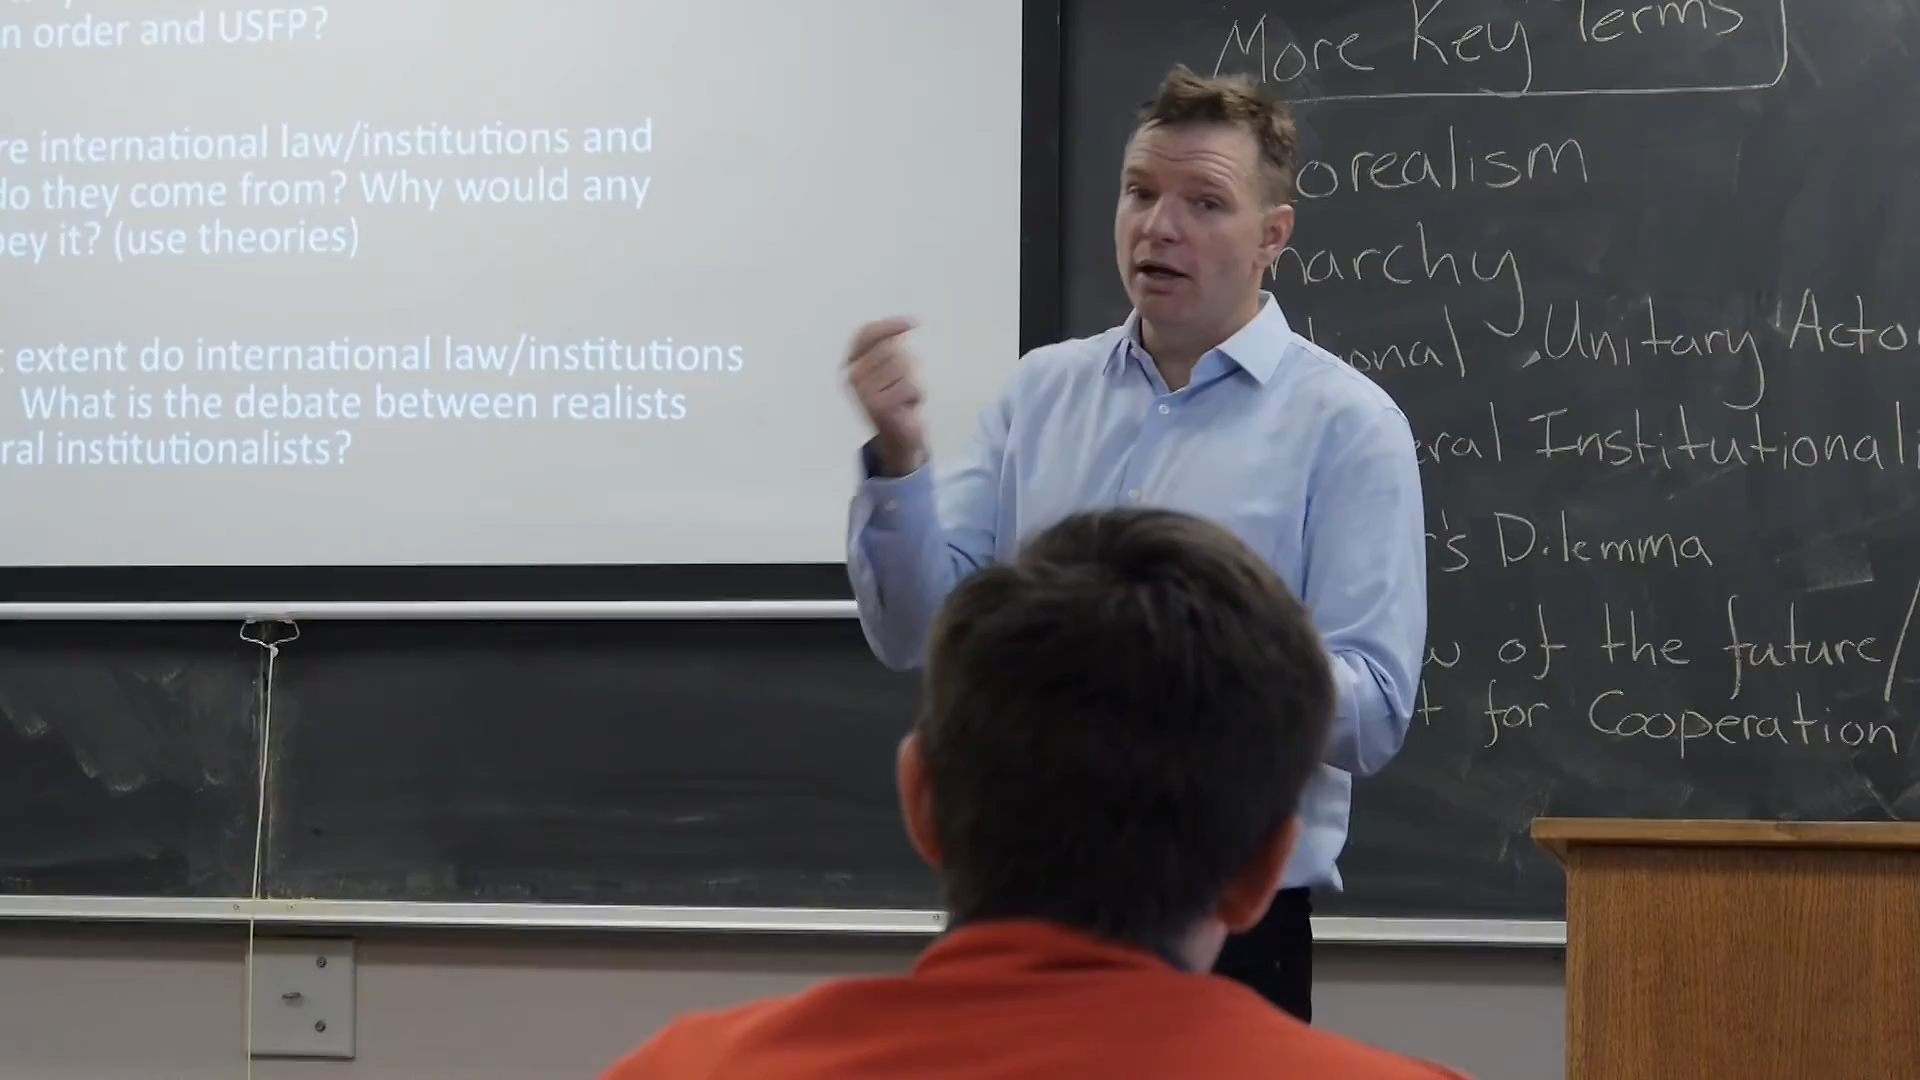 n order and USFP?
re international law/institutions and
do they come from? Why would any
bey it? (use theories)
t extent do international law/institutions
What is the debate between realists
ral institutionalists?
More Key Terms
orealism
narchy
ional, Unitary Acto
eral Institutionali
r's Dilemma
w of the future/
t for Cooperation